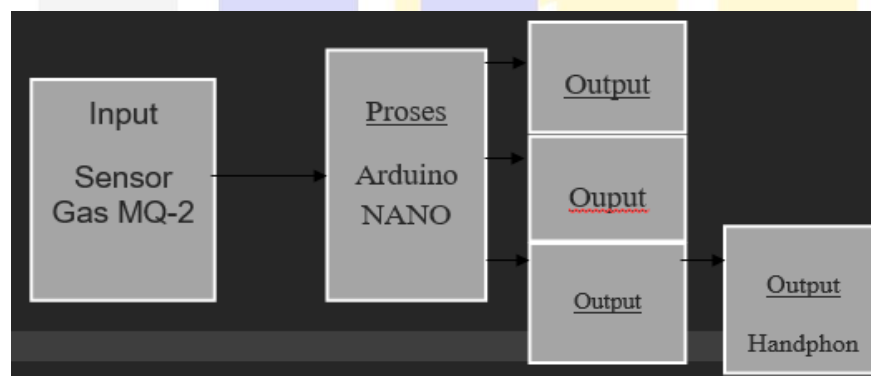 Input
Sensor
Gas MQ-2
Proses
Arduino
NANO
Output
Ouput
Output
Output
Handphon